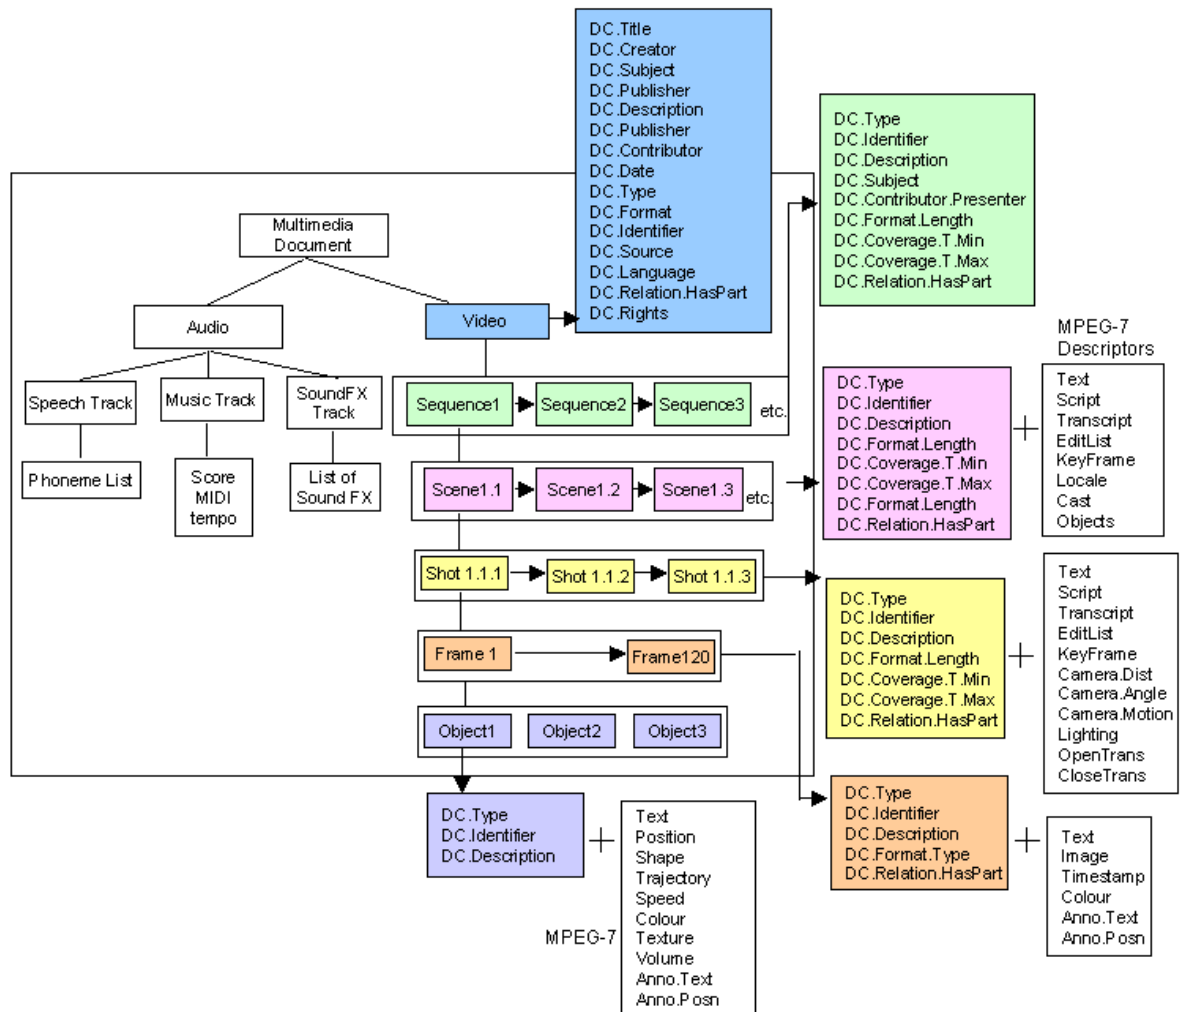 DC.Title
DC.Creator
DC.Subject
DC.Publisher
DC.Description
DC.Publisher
DC.Contributor
DC.Date
DC.Type
DC.Format
DC.Identifier
DC.Source
DC.Language
DC.Relation.HasPart
DC.Rights
DC.Type
DC.Identifier
DC.Description
DC.Subject
DC.Contributor.Presenter
DC.Format.Length
DC.Coverage.T.Min
DC.Coverage.T.Max
DC.Relation.HasPart
Multimedia
Document
Audio
Video
Speech Track
Music Track
SoundFX
Track
Phoneme List
Score
MIDI
tempo
List of
Sound FX
Sequence1
Sequence2
Sequence3
etc.
Scene1.1
Scene1.2
Scene1.3
etc.
Shot 1.1.1
Shot 1.1.2
Shot 1.1.3
Frame 1
Frame120
Object1
Object2
Object3
MPEG-7
Descriptors
DC.Type
DC.Identifier
DC.Description
DC.Format.Length
DC.Coverage.T.Min
DC.Coverage.T.Max
DC.Format.Length
DC.Relation.HasPart
Text
Script
Transcript
EditList
KeyFrame
Locale
Cast
Objects
DC.Type
DC.Identifier
DC.Description
DC.Format.Length
DC.Coverage.T.Min
DC.Coverage.T.Max
DC.Relation.HasPart
Text
Script
Transcript
EditList
KeyFrame
Camera.Dist
Camera.Angle
Camera.Motion
Lighting
OpenTrans
CloseTrans
DC.Type
DC.Identifier
DC.Description
DC.Format.Type
DC.Relation.HasPart
Text
Image
Timestamp
Colour
Anno.Text
Anno.Posn
DC.Type
DC.Identifier
DC.Description
MPEG-7
Text
Position
Shape
Trajectory
Speed
Colour
Texture
Volume
Anno.Text
Anno.Posn